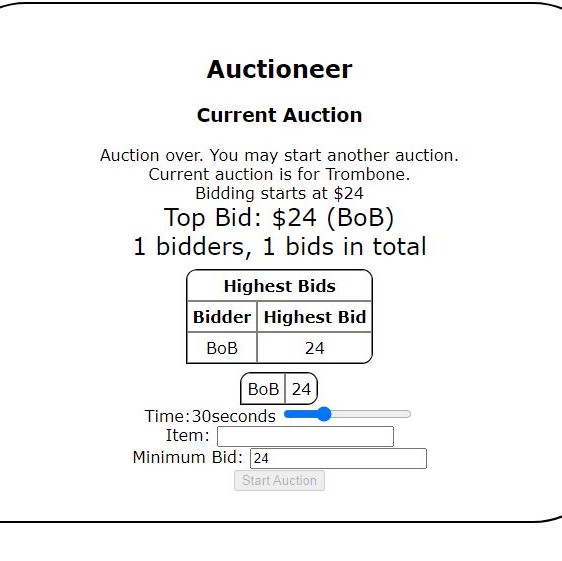 Auctioneer
Current Auction
Auction over. You may start another auction.
Current auction is for Trombone.
Bidding starts at $24
Top Bid: $24 (BoB)
1 bidders, 1 bids in total
Highest Bids
Bidder Highest Bid
BoB 24
BoB 24
Time:30seconds
Item:
Minimum Bid: 24
Start Auction